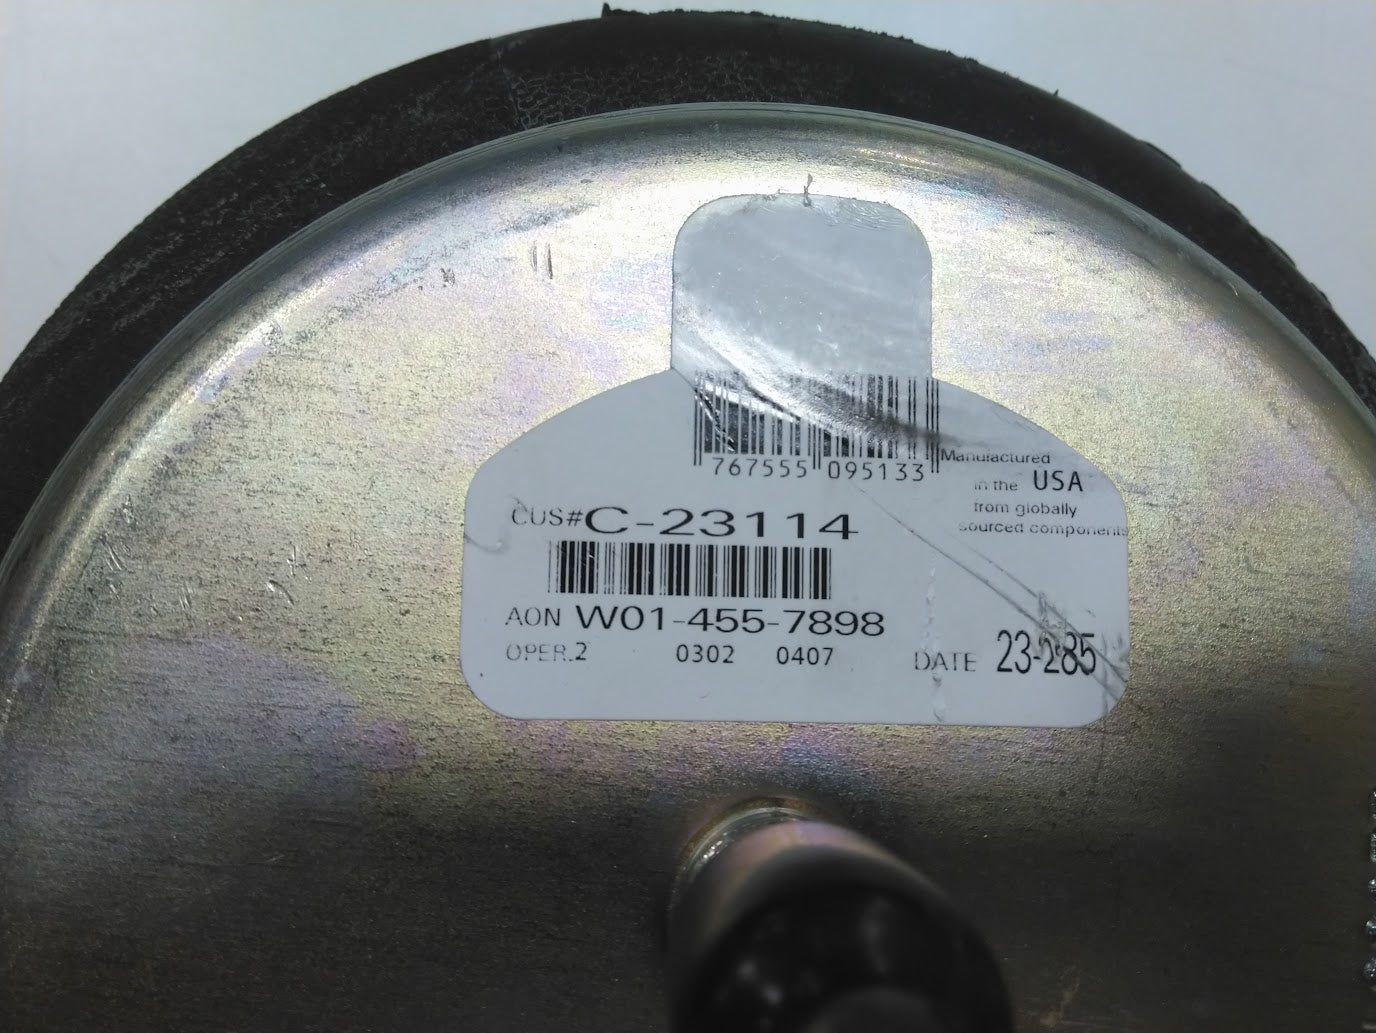 767555 095133
Manufactured
in the USA
from globally
sourced components
CUS# C-23114
AON W01-455-7898
OPER.2 0302 0407
DATE 23-285